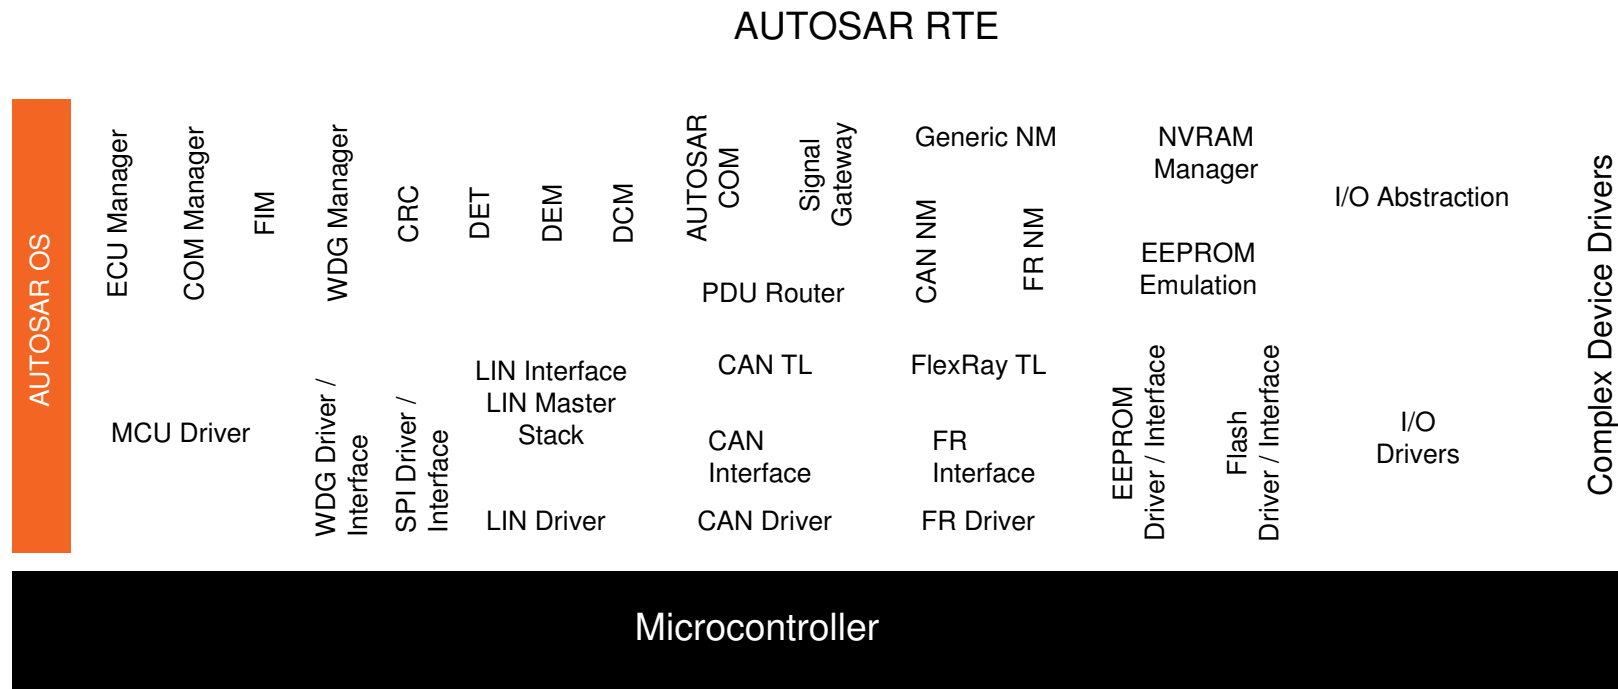 AUTOSAR RTE
AUTOSAR OS
ECU Manager
COM Manager
FIM
WDG Manager
CRC
DET
DEM
DCM
AUTOSAR
COM
Signal
Gateway
PDU Router
Generic NM
CAN NM
FR NM
NVRAM
Manager
EEPROM
Emulation
I/O Abstraction
Complex Device Drivers
MCU Driver
WDG Driver /
Interface
SPI Driver /
Interface
LIN Interface
LIN Master
Stack
LIN Driver
CAN TL
CAN
Interface
CAN Driver
FlexRay TL
FR
Interface
FR Driver
EEPROM
Driver / Interface
Flash
Driver / Interface
I/O
Drivers
Microcontroller